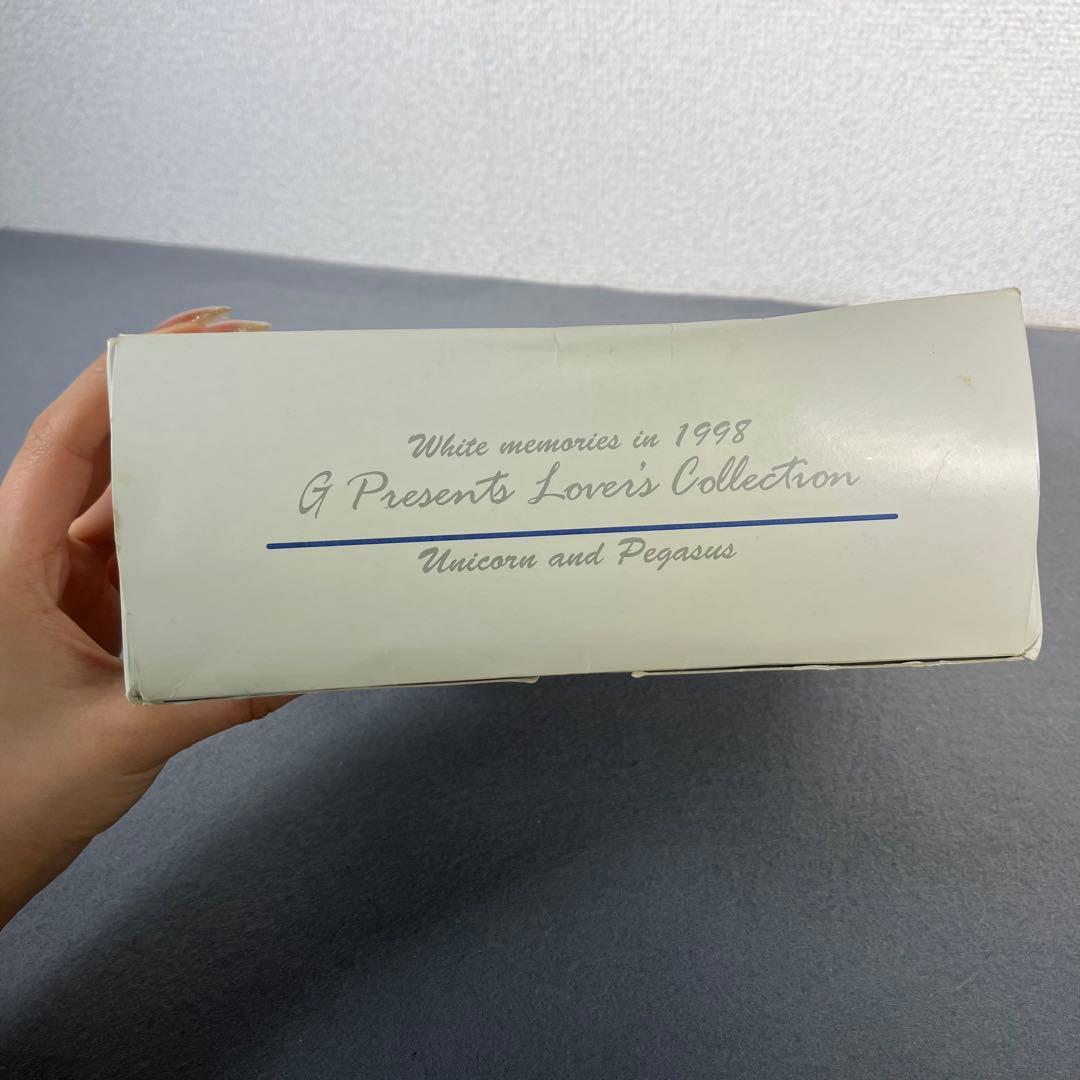 White memories in 1998
G Presents Lover's Collection
Unicorn and Pegasus